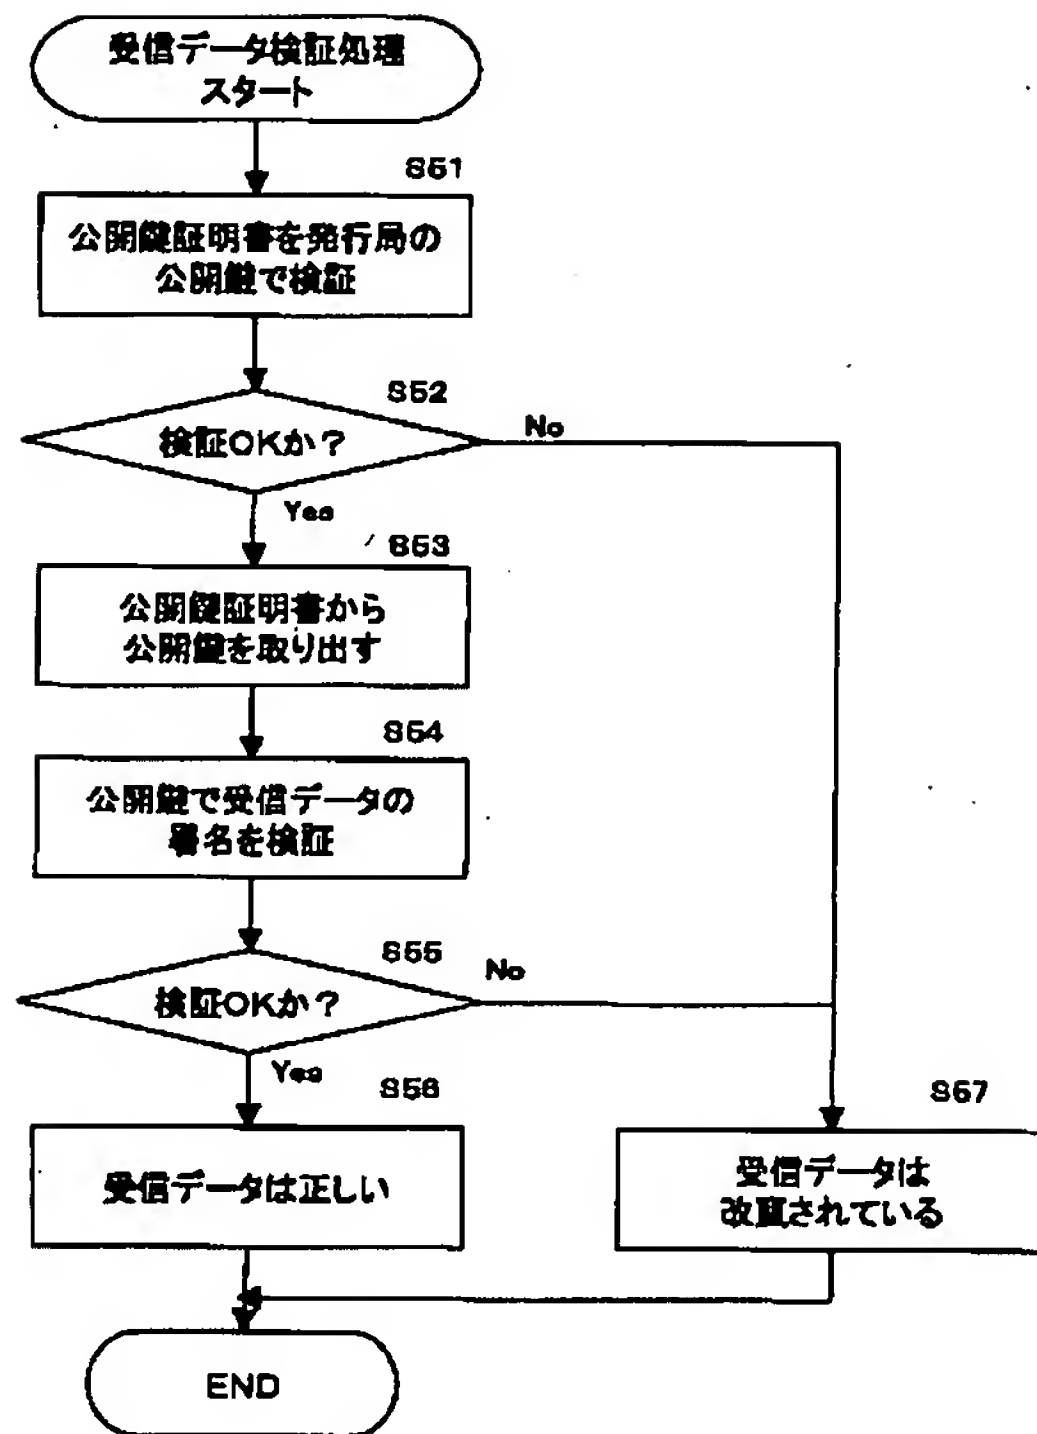 受信データ検証処理
スタート
S51
公開鍵証明書を発行局の
公開鍵で検証
S52
検証OKか?
No
Yes
S53
公開鍵証明書から
公開鍵を取り出す
S54
公開鍵で受信データの
署名を検証
S55
検証OKか?
No
Yes
S56
受信データは正しい
S57
受信データは
改竄されている
END